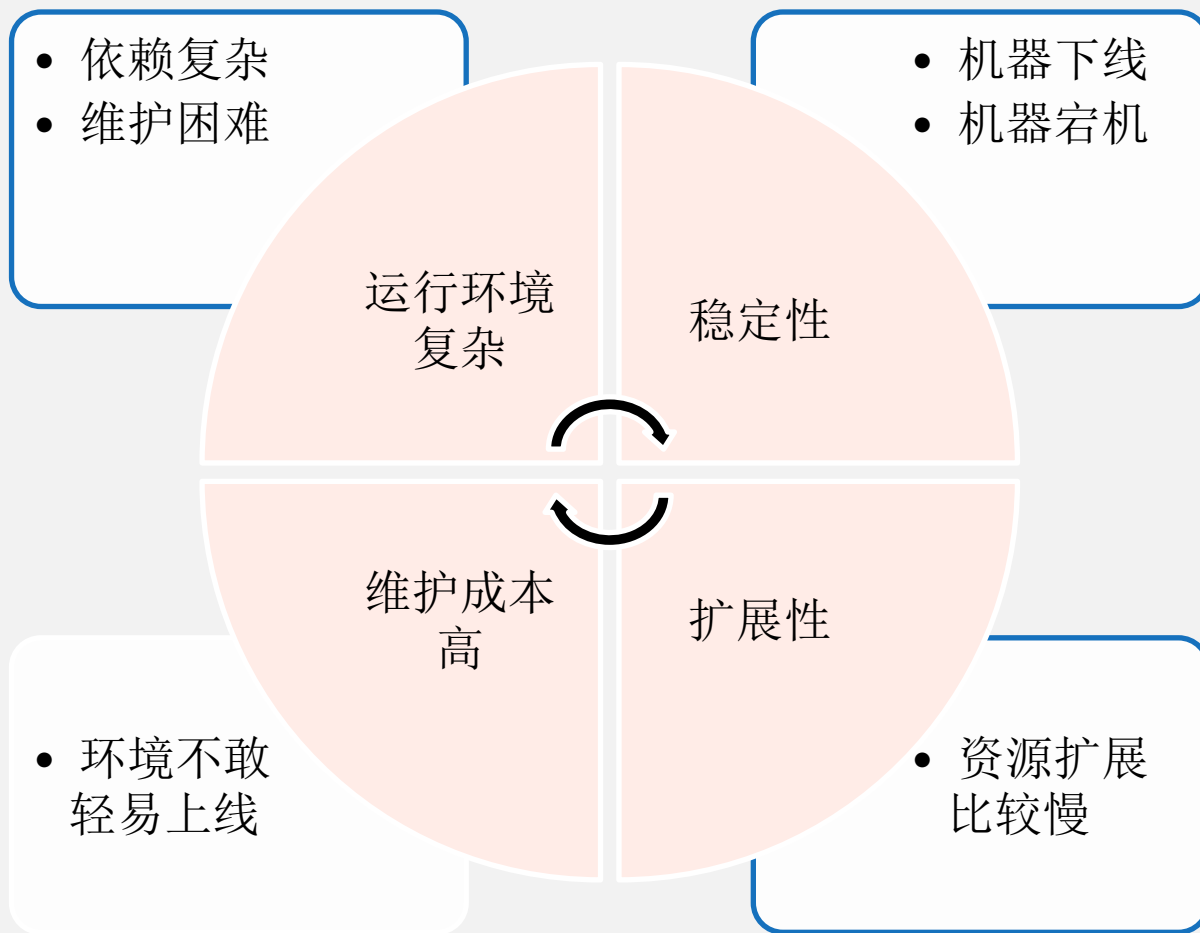 • 依赖复杂
• 维护困难
• 机器下线
• 机器宕机
运行环境
复杂
稳定性
维护成本
高
扩展性
• 环境不敢
轻易上线
• 资源扩展
比较慢